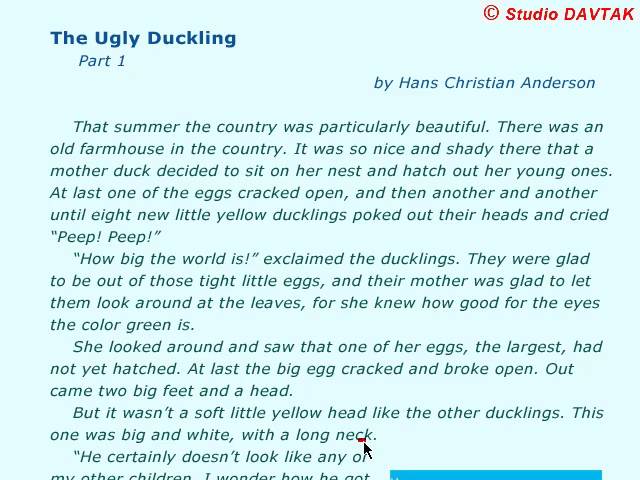 © Studio DAVTAK
The Ugly Duckling
Part 1
by Hans Christian Anderson
That summer the country was particularly beautiful. There was an
old farmhouse in the country. It was so nice and shady there that a
mother duck decided to sit on her nest and hatch out her young ones.
At last one of the eggs cracked open, and then another and another
until eight new little yellow ducklings poked out their heads and cried
“Peep! Peep!”
“How big the world is!” exclaimed the ducklings. They were glad
to be out of those tight little eggs, and their mother was glad to let
them look around at the leaves, for she knew how good for the eyes
the color green is.
She looked around and saw that one of her eggs, the largest, had
not yet hatched. At last the big egg cracked and broke open. Out
came two big feet and a head.
But it wasn’t a soft little yellow head like the other ducklings. This
one was big and white, with a long neck.
“He certainly doesn’t look like any of
my other children. I wonder how he got